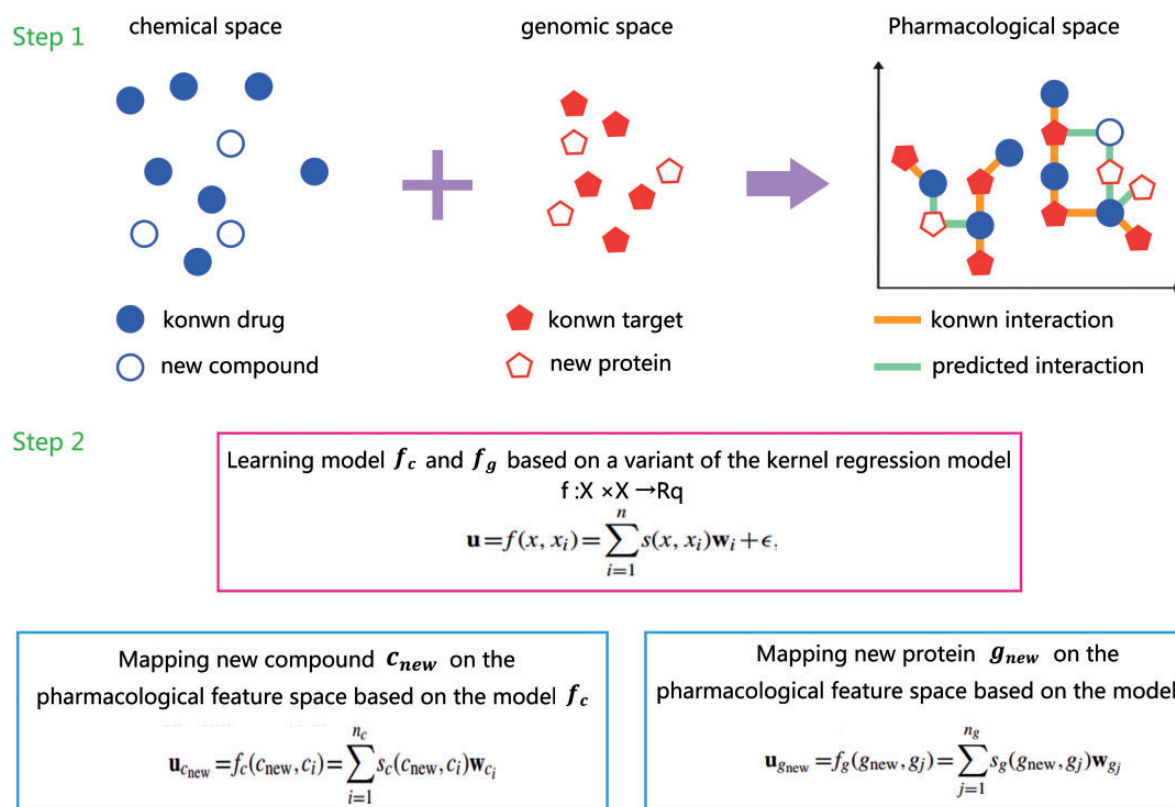 Step 1
chemical space
genomic space
Pharmacological space
konwn drug
konwn target
konwn interaction
new compound
new protein
predicted interaction
Step 2
Learning model f_c and f_g based on a variant of the kernel regression model
f :X ×X →Rq
u=f(x, x_i)=∑_{i=1}^{n} s(x, x_i)w_i+ϵ,
Mapping new compound c_new on the
pharmacological feature space based on the model f_c
u_{c_new}=f_c(c_new, c_i)=∑_{i=1}^{n_c} s_c(c_new, c_i)w_{c_i}
Mapping new protein g_new on the
pharmacological feature space based on the model
u_{g_new}=f_g(g_new, g_j)=∑_{j=1}^{n_g} s_g(g_new, g_j)w_{g_j}